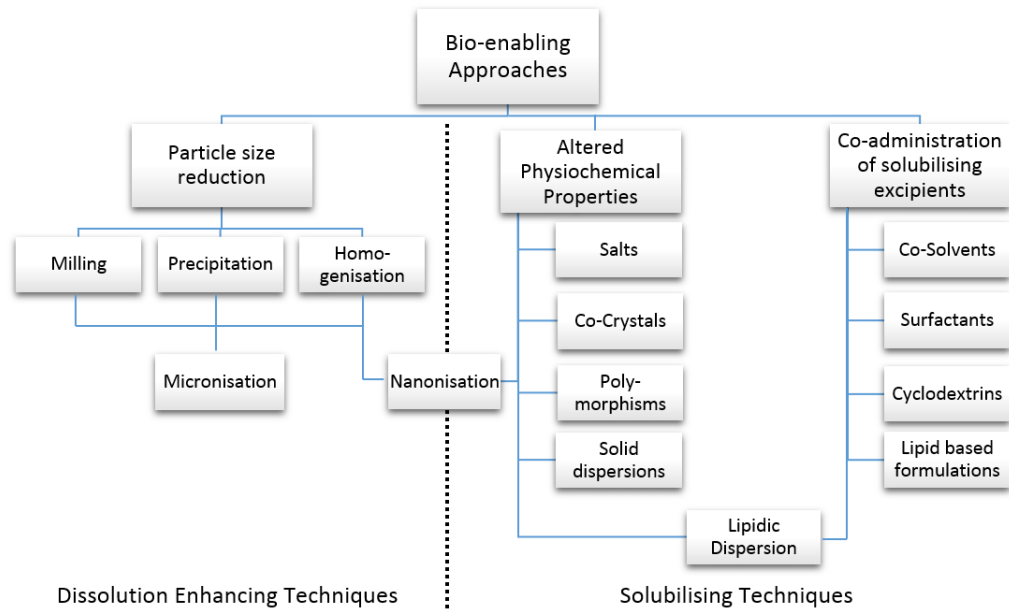 Bio-enabling
Approaches
Particle size
reduction
Altered
Physiochemical
Properties
Co-administration
of solubilising
excipients
Milling
Precipitation
Homo-
genisation
Salts
Co-Solvents
Co-Crystals
Surfactants
Micronisation
Nanonisation
Poly-
morphisms
Cyclodextrins
Solid
dispersions
Lipid based
formulations
Lipidic
Dispersion
Dissolution Enhancing Techniques
Solubilising Techniques